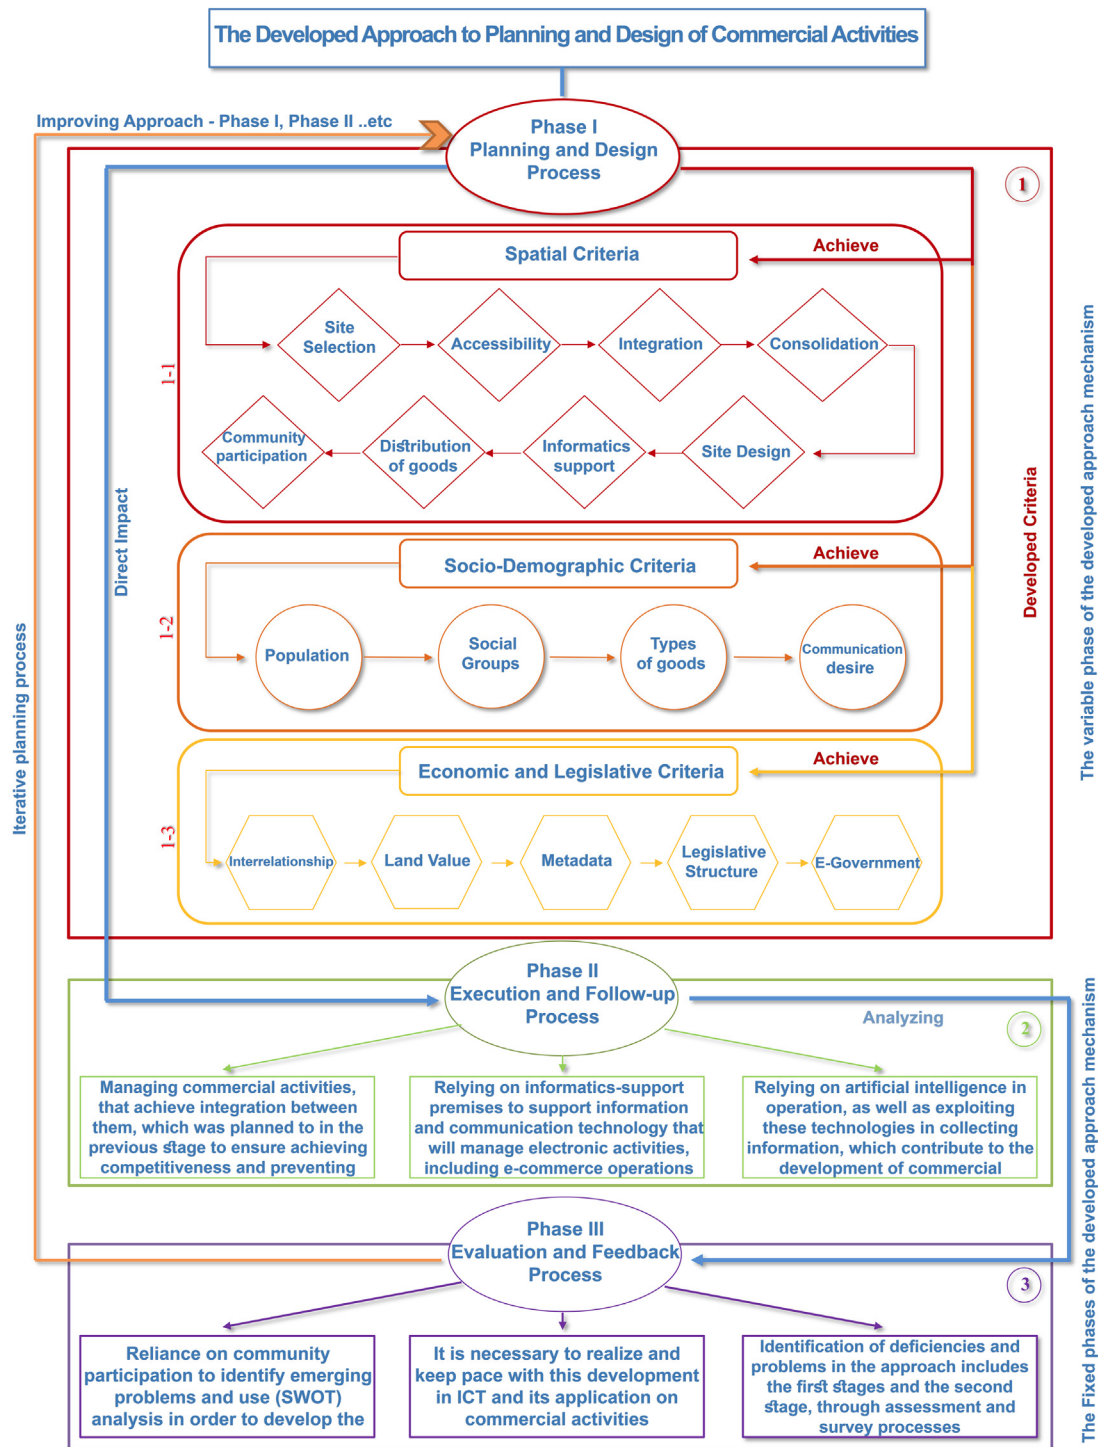 The Developed Approach to Planning and Design of Commercial Activities
Improving Approach - Phase I, Phase II ..etc
Phase I
Planning and Design
Process
1
Achieve
Spatial Criteria
Site
Selection
Accessibility
Integration
Consolidation
1-1
Community
participation
Distribution
of goods
Informatics
support
Site Design
Direct Impact
Developed Criteria
The variable phase of the developed approach mechanism
Achieve
Socio-Demographic Criteria
1-2
Population
Social
Groups
Types
of goods
Communication
desire
Iterative planning process
Achieve
Economic and Legislative Criteria
1-3
Interrelationship
Land Value
Metadata
Legislative
Structure
E-Government
Phase II
Execution and Follow-up
Process
Analyzing
2
Managing commercial activities,
that achieve integration between
them, which was planned to in the
previous stage to ensure achieving
competitiveness and preventing
Relying on informatics-support
premises to support information
and communication technology that
will manage electronic activities,
including e-commerce operations
Relying on artificial intelligence in
operation, as well as exploiting
these technologies in collecting
information, which contribute to the
development of commercial
The Fixed phases of the developed approach mechanism
Phase III
Evaluation and Feedback
Process
3
Reliance on community
participation to identify emerging
problems and use (SWOT)
analysis in order to develop the
It is necessary to realize and
keep pace with this development
in ICT and its application on
commercial activities
Identification of deficiencies and
problems in the approach includes
the first stages and the second
stage, through assessment and
survey processes